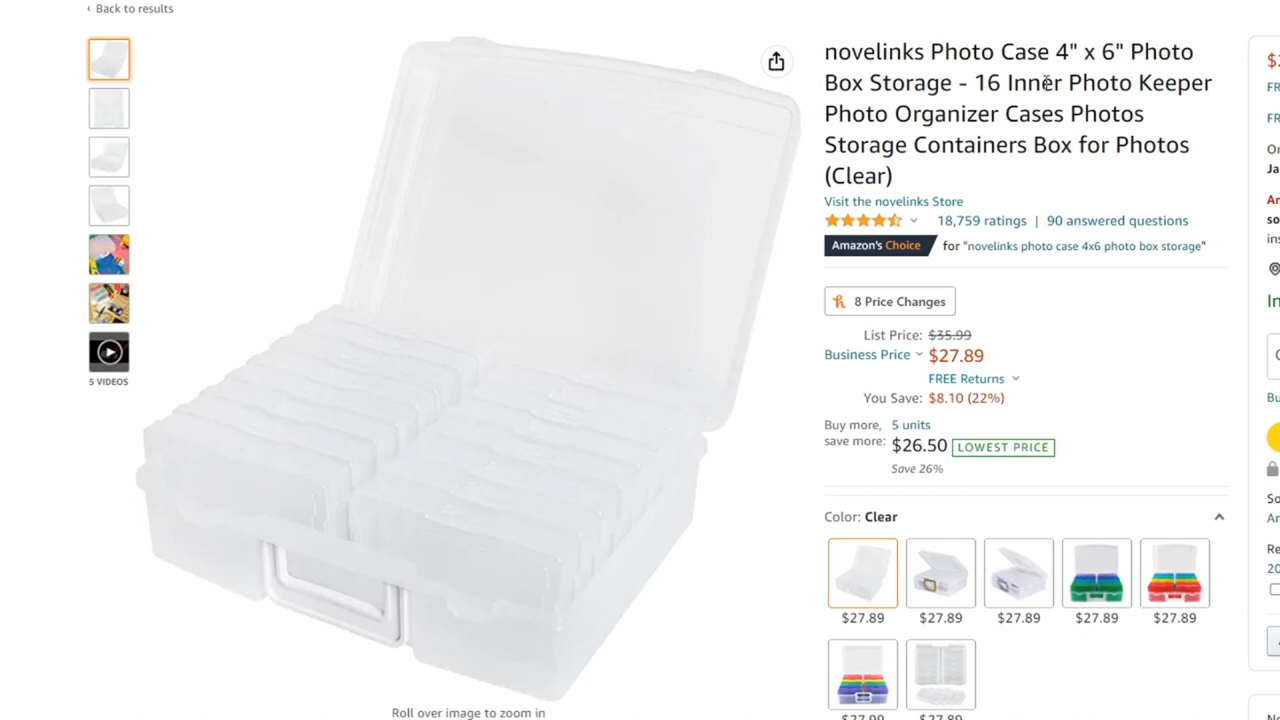 ‹ Back to results
novelinks Photo Case 4" x 6" Photo
Box Storage - 16 Inner Photo Keeper
Photo Organizer Cases Photos
Storage Containers Box for Photos
(Clear)
Visit the novelinks Store
18,759 ratings | 90 answered questions
Amazon's Choice for "novelinks photo case 4x6 photo box storage"
8 Price Changes
List Price: $35.99
Business Price $27.89
FREE Returns
You Save: $8.10 (22%)
Buy more, save more: 5 units
$26.50 LOWEST PRICE
Save 26%
Color: Clear
$27.89 $27.89 $27.89 $27.89 $27.89
$27.99 $27.89
5 VIDEOS
Roll over image to zoom in